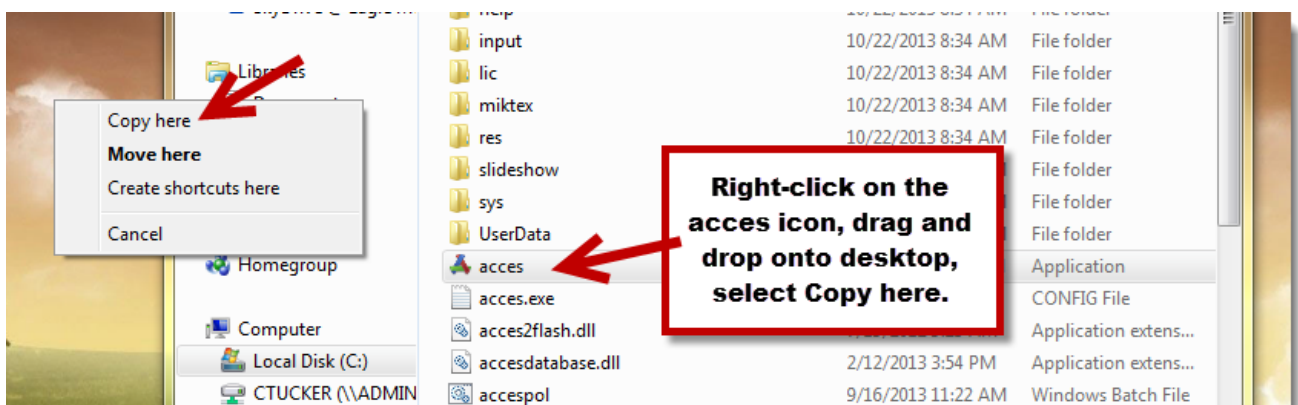 help
input 10/22/2013 8:34 AM File folder
Libraries
lic 10/22/2013 8:34 AM File folder
miktex 10/22/2013 8:34 AM File folder
Copy here
Move here
Create shortcuts here
Cancel
res 10/22/2013 8:34 AM File folder
slideshow File folder
sys File folder
UserData File folder
Right-click on the
acces icon, drag and
drop onto desktop,
select Copy here.
Homegroup
acces Application
acces.exe CONFIG File
Computer
acces2flash.dll Application extens...
Local Disk (C:)
accesdatabase.dll 2/12/2013 3:54 PM Application extens...
CTUCKER (\\ADMIN
accespol 9/16/2013 11:22 AM Windows Batch File